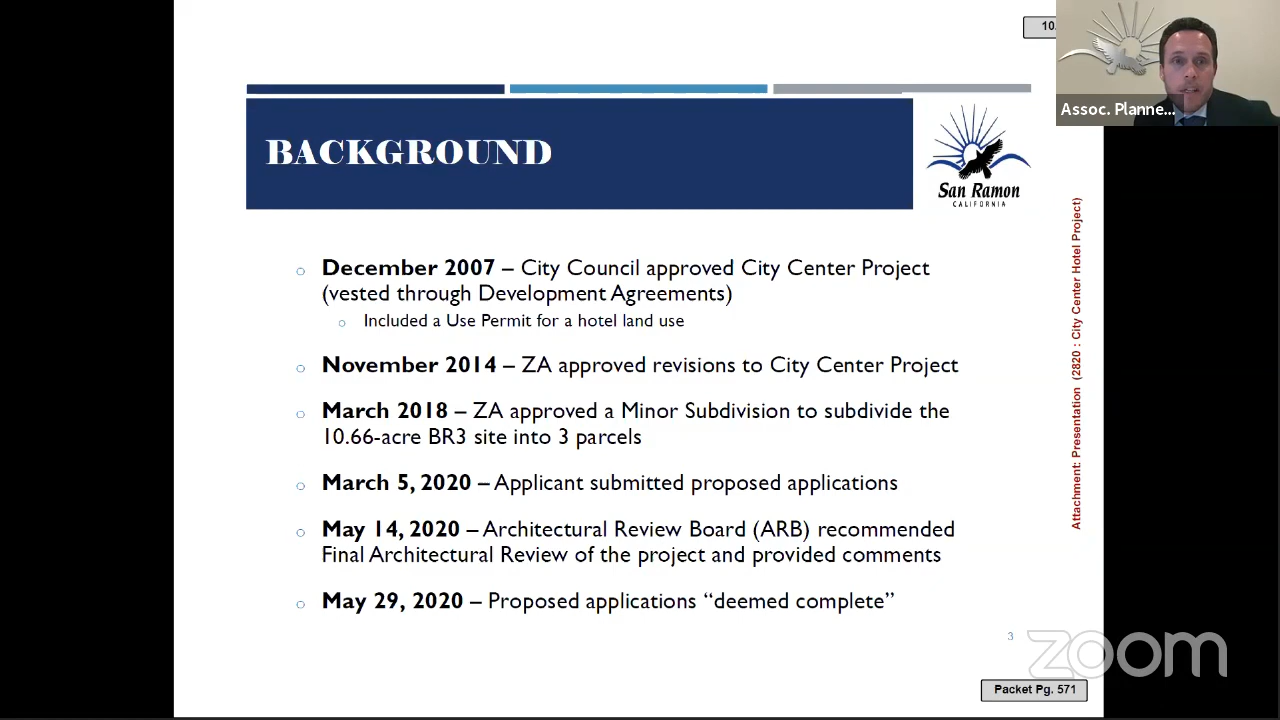 10.
Assoc. Planne...
BACKGROUND
San Ramon
CALIFORNIA
December 2007 – City Council approved City Center Project
(vested through Development Agreements)
Included a Use Permit for a hotel land use
November 2014 – ZA approved revisions to City Center Project
March 2018 – ZA approved a Minor Subdivision to subdivide the
10.66-acre BR3 site into 3 parcels
March 5, 2020 – Applicant submitted proposed applications
May 14, 2020 – Architectural Review Board (ARB) recommended
Final Architectural Review of the project and provided comments
May 29, 2020 – Proposed applications “deemed complete”
Attachment: Presentation (2820 : City Center Hotel Project)
3
zoom
Packet Pg. 571